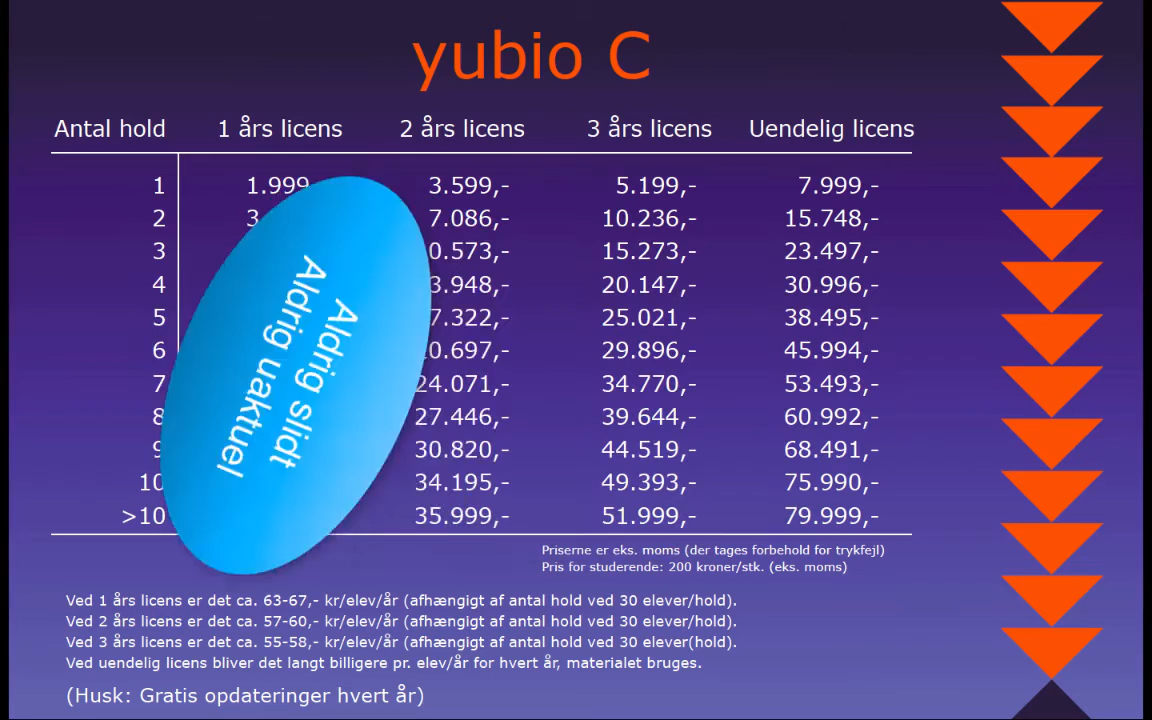 yubio C
Antal hold 1 års licens 2 års licens 3 års licens Uendelig licens
1 1.999 3.599,- 5.199,- 7.999,-
2 3. 7.086,- 10.236,- 15.748,-
3 0.573,- 15.273,- 23.497,-
4 3.948,- 20.147,- 30.996,-
5 7.322,- 25.021,- 38.495,-
6 0.697,- 29.896,- 45.994,-
7 24.071,- 34.770,- 53.493,-
8 27.446,- 39.644,- 60.992,-
9 30.820,- 44.519,- 68.491,-
10 34.195,- 49.393,- 75.990,-
>10 35.999,- 51.999,- 79.999,-
Aldrig slidt
Aldrig uaktuel
Priserne er eks. moms (der tages forbehold for trykfejl)
Pris for studerende: 200 kroner/stk. (eks. moms)
Ved 1 års licens er det ca. 63-67,- kr/elev/år (afhængigt af antal hold ved 30 elever/hold).
Ved 2 års licens er det ca. 57-60,- kr/elev/år (afhængigt af antal hold ved 30 elever/hold).
Ved 3 års licens er det ca. 55-58,- kr/elev/år (afhængigt af antal hold ved 30 elever(hold).
Ved uendelig licens bliver det langt billigere pr. elev/år for hvert år, materialet bruges.
(Husk: Gratis opdateringer hvert år)